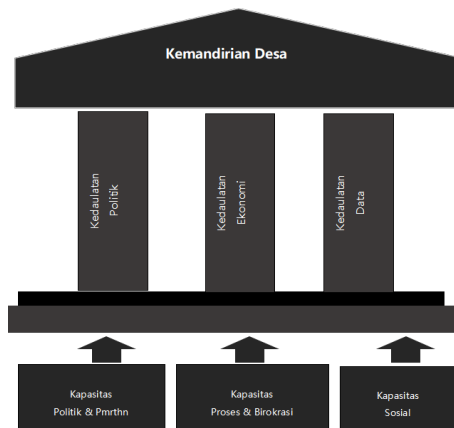 Kemandirian Desa
Kedaulatan
Politik
Kedaulatan
Ekonomi
Kedaulatan
Data
Kapasitas
Politik & Pmrthn
Kapasitas
Proses & Birokrasi
Kapasitas
Sosial